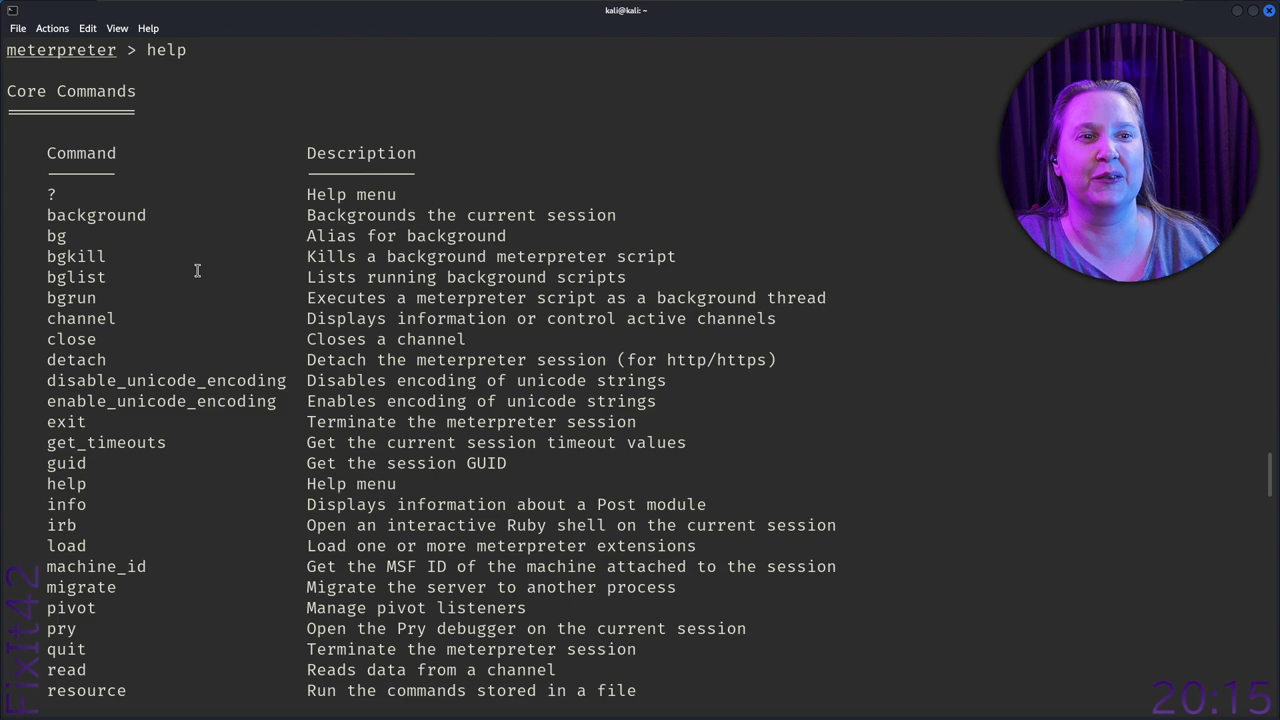 kali@kali: ~
File Actions Edit View Help
meterpreter > help
Core Commands
Command Description
? Help menu
background Backgrounds the current session
bg Alias for background
bgkill Kills a background meterpreter script
bglist Lists running background scripts
bgrun Executes a meterpreter script as a background thread
channel Displays information or control active channels
close Closes a channel
detach Detach the meterpreter session (for http/https)
disable_unicode_encoding Disables encoding of unicode strings
enable_unicode_encoding Enables encoding of unicode strings
exit Terminate the meterpreter session
get_timeouts Get the current session timeout values
guid Get the session GUID
help Help menu
info Displays information about a Post module
irb Open an interactive Ruby shell on the current session
load Load one or more meterpreter extensions
machine_id Get the MSF ID of the machine attached to the session
migrate Migrate the server to another process
pivot Manage pivot listeners
pry Open the Pry debugger on the current session
quit Terminate the meterpreter session
read Reads data from a channel
resource Run the commands stored in a file
FixIt42
20:15